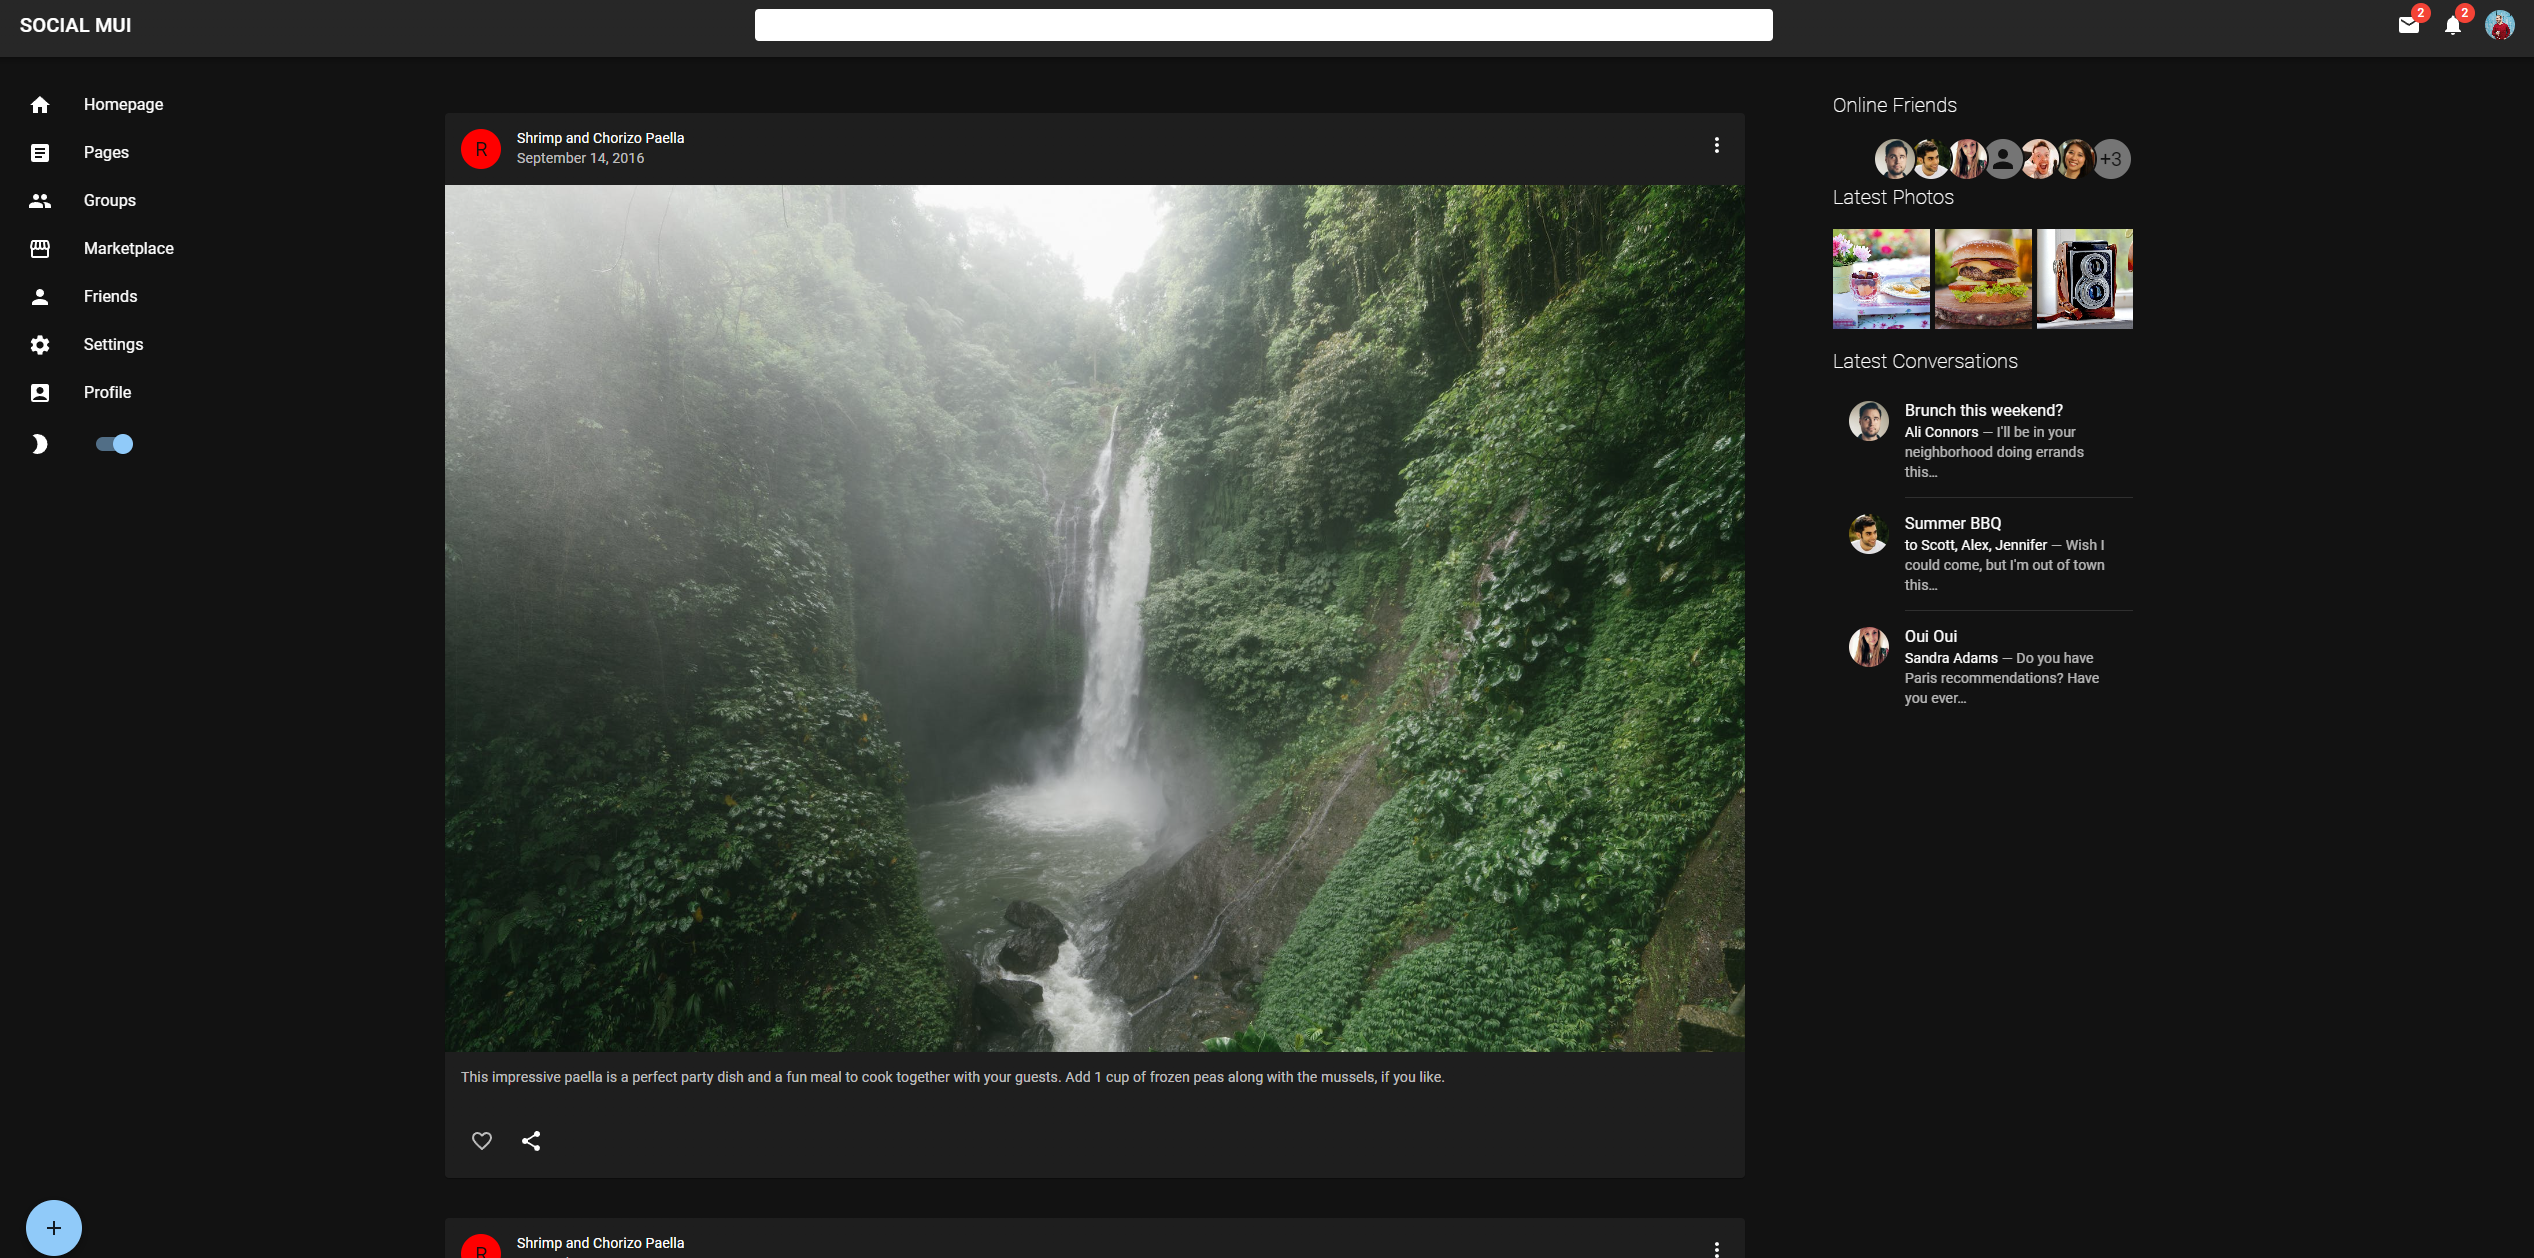 SOCIAL MUI
2
2
Homepage
Pages
Groups
Marketplace
Friends
Settings
Profile
R
Shrimp and Chorizo Paella
September 14, 2016
This impressive paella is a perfect party dish and a fun meal to cook together with your guests. Add 1 cup of frozen peas along with the mussels, if you like.
R
Shrimp and Chorizo Paella
Online Friends
+3
Latest Photos
Latest Conversations
Brunch this weekend?
Ali Connors — I'll be in your
neighborhood doing errands
this…
Summer BBQ
to Scott, Alex, Jennifer — Wish I
could come, but I'm out of town
this…
Oui Oui
Sandra Adams — Do you have
Paris recommendations? Have
you ever…